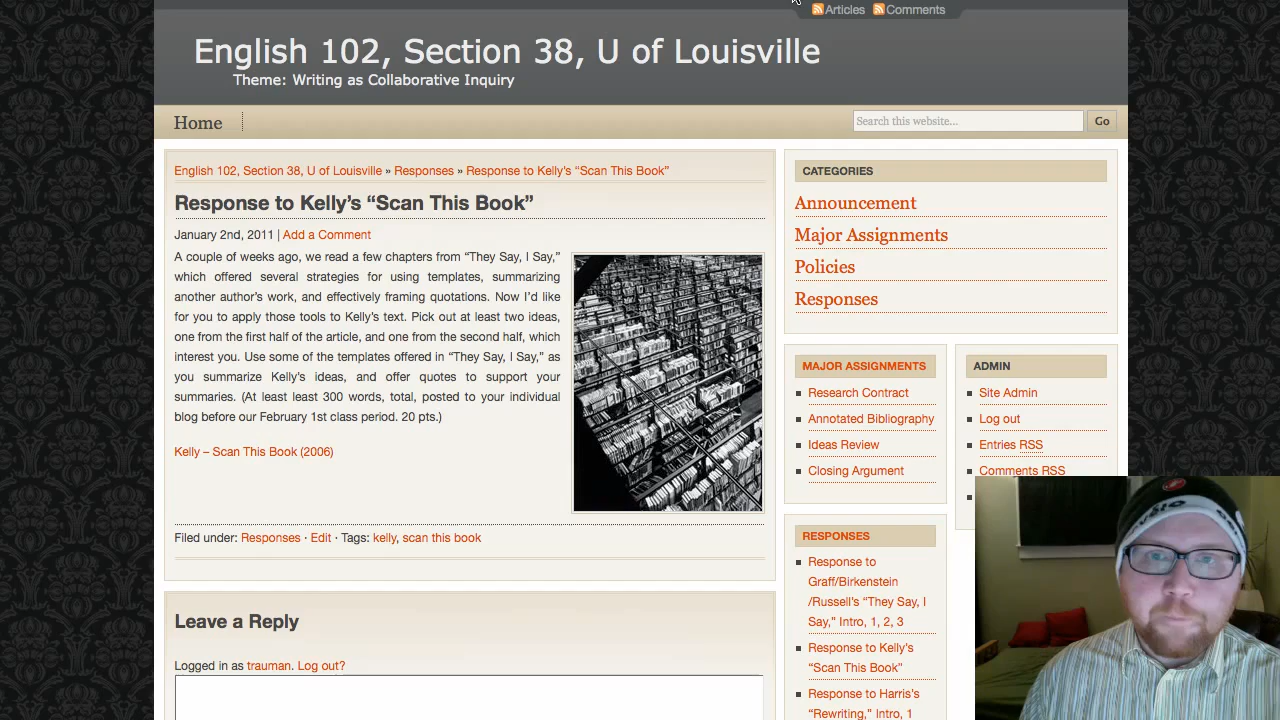 Articles Comments
English 102, Section 38, U of Louisville
Theme: Writing as Collaborative Inquiry
Home
Search this website...
Go
English 102, Section 38, U of Louisville » Responses » Response to Kelly's “Scan This Book”
Response to Kelly's “Scan This Book”
January 2nd, 2011 | Add a Comment
A couple of weeks ago, we read a few chapters from “They Say, I Say,”
which offered several strategies for using templates, summarizing
another author's work, and effectively framing quotations. Now I'd like
for you to apply those tools to Kelly's text. Pick out at least two ideas,
one from the first half of the article, and one from the second half, which
interest you. Use some of the templates offered in “They Say, I Say,” as
you summarize Kelly's ideas, and offer quotes to support your
summaries. (At least least 300 words, total, posted to your individual
blog before our February 1st class period. 20 pts.)
Kelly – Scan This Book (2006)
Filed under: Responses · Edit · Tags: kelly, scan this book
Leave a Reply
Logged in as trauman. Log out?
CATEGORIES
Announcement
Major Assignments
Policies
Responses
MAJOR ASSIGNMENTS
Research Contract
Annotated Bibliography
Ideas Review
Closing Argument
ADMIN
Site Admin
Log out
Entries RSS
Comments RSS
RESPONSES
Response to
Graff/Birkenstein
/Russell's “They Say, I
Say,” Intro, 1, 2, 3
Response to Kelly's
“Scan This Book”
Response to Harris's
“Rewriting,” Intro, 1